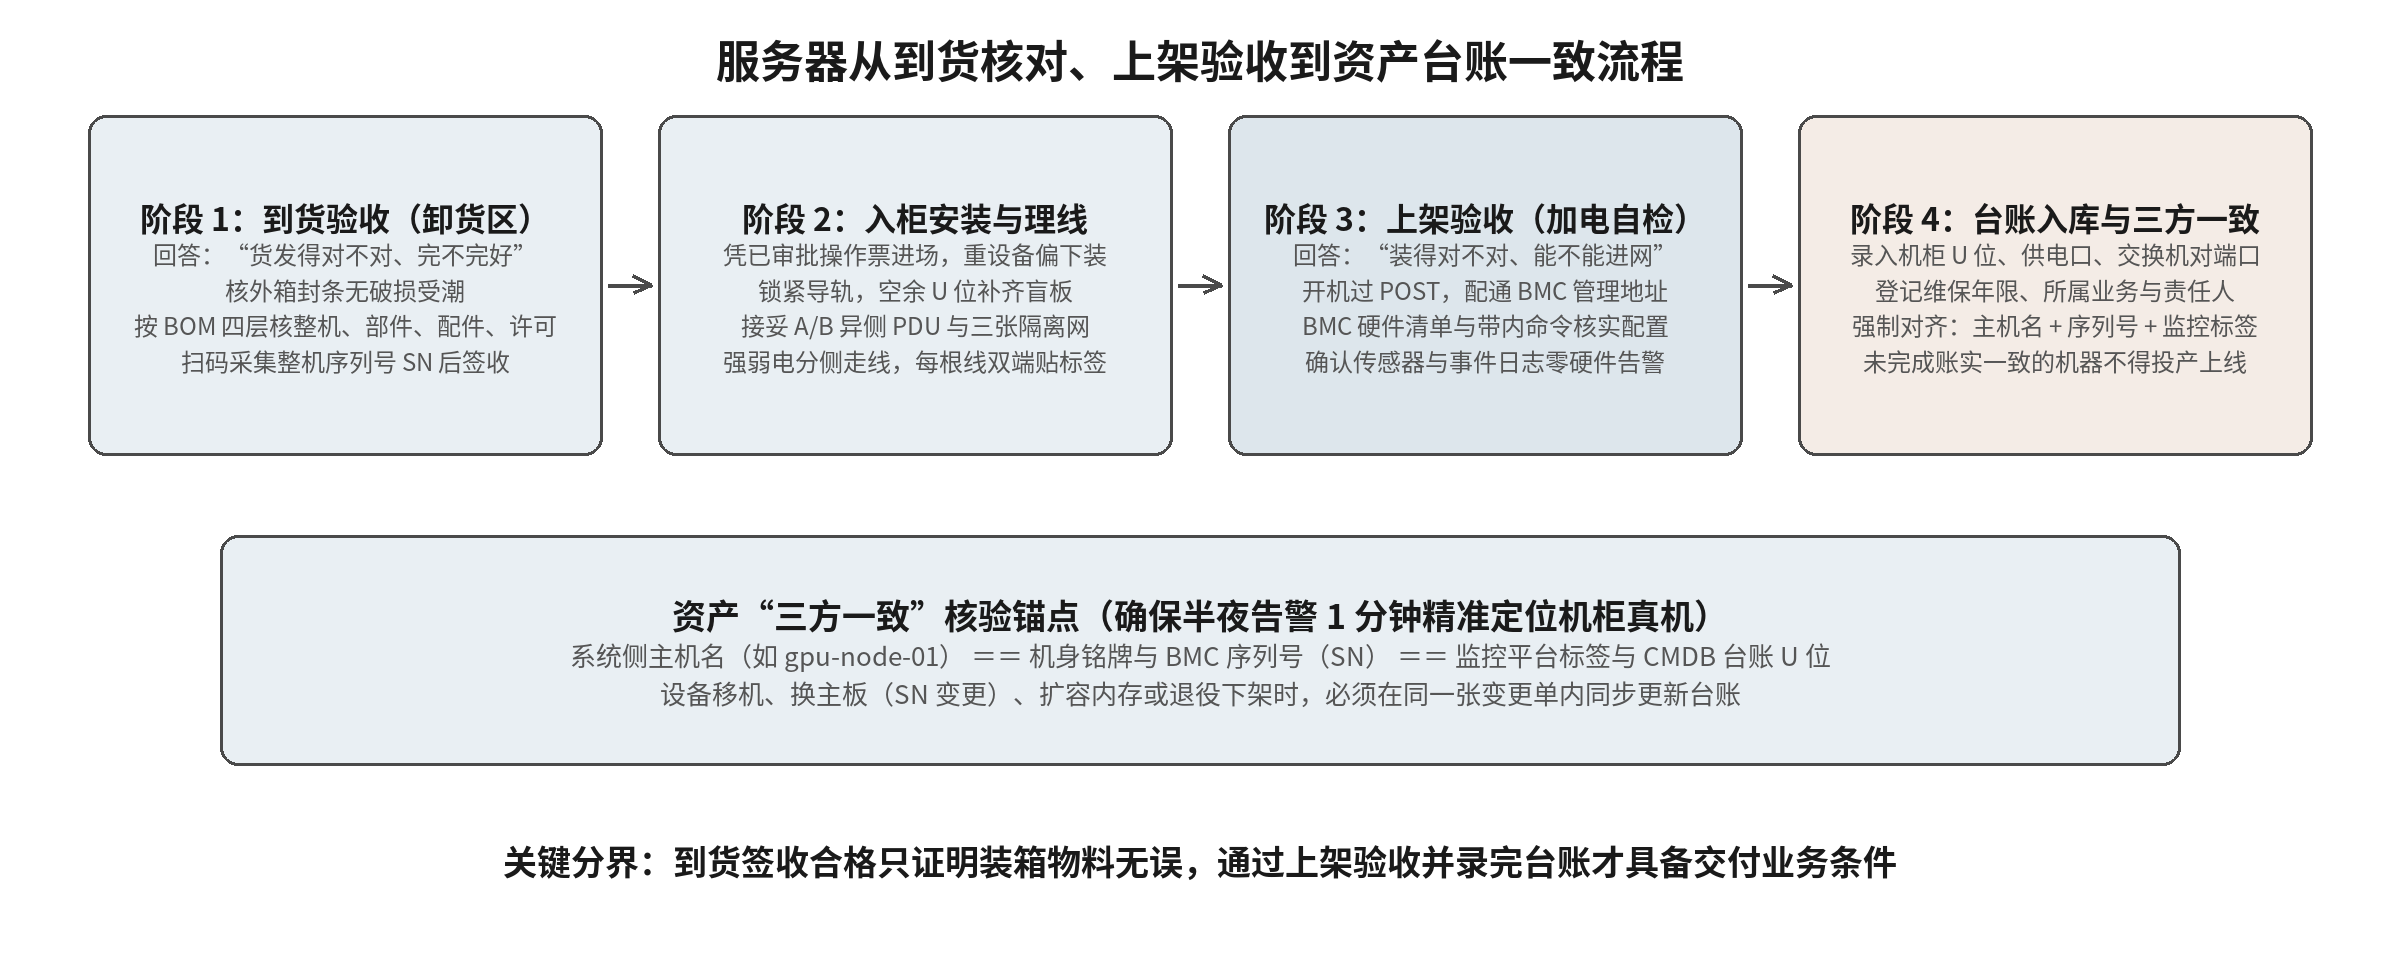 服务器从到货核对、上架验收到资产台账一致流程
阶段 1：到货验收（卸货区）
回答：“货发得对不对、完不完好”
核外箱封条无破损受潮
按 BOM 四层核整机、部件、配件、许可
扫码采集整机序列号 SN 后签收
阶段 2：入柜安装与理线
凭已审批操作票进场，重设备偏下装
锁紧导轨，空余 U 位补齐盲板
接妥 A/B 异侧 PDU 与三张隔离网
强弱电分侧走线，每根线双端贴标签
阶段 3：上架验收（加电自检）
回答：“装得对不对、能不能进网”
开机过 POST，配通 BMC 管理地址
BMC 硬件清单与带内命令核实配置
确认传感器与事件日志零硬件告警
阶段 4：台账入库与三方一致
录入机柜 U 位、供电口、交换机对端口
登记维保年限、所属业务与责任人
强制对齐：主机名 + 序列号 + 监控标签
未完成账实一致的机器不得投产上线
资产“三方一致”核验锚点（确保半夜告警 1 分钟精准定位机柜真机）
系统侧主机名（如 gpu-node-01） ＝＝ 机身铭牌与 BMC 序列号（SN） ＝＝ 监控平台标签与 CMDB 台账 U 位
设备移机、换主板（SN 变更）、扩容内存或退役下架时，必须在同一张变更单内同步更新台账
关键分界：到货签收合格只证明装箱物料无误，通过上架验收并录完台账才具备交付业务条件